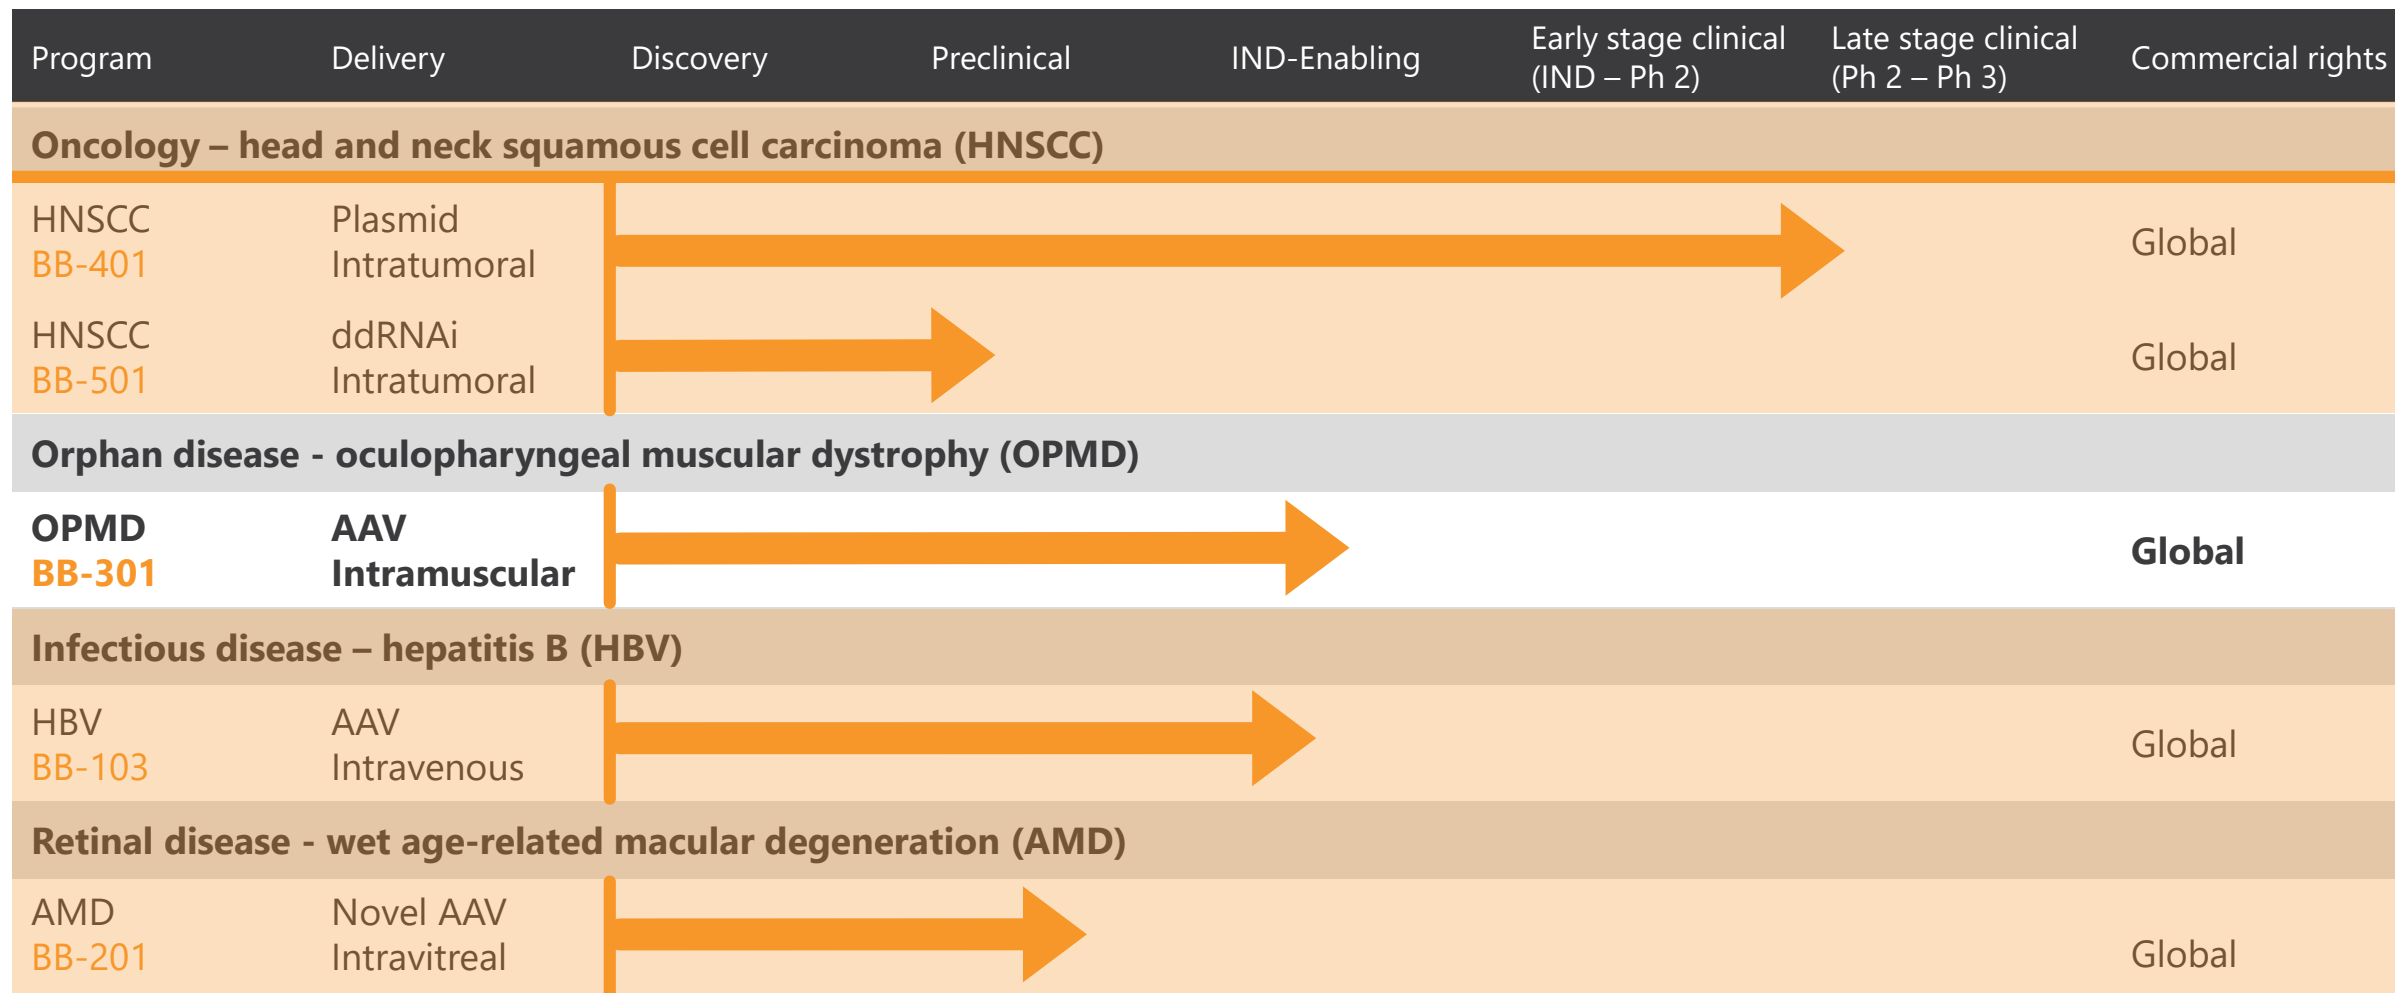 Program
Delivery
Discovery
Preclinical
IND-Enabling
Early stage clinical
(IND – Ph 2)
Late stage clinical
(Ph 2 – Ph 3)
Commercial rights
Oncology – head and neck squamous cell carcinoma (HNSCC)
HNSCC
BB-401
Plasmid
Intratumoral
Global
HNSCC
BB-501
ddRNAi
Intratumoral
Global
Orphan disease - oculopharyngeal muscular dystrophy (OPMD)
OPMD
BB-301
AAV
Intramuscular
Global
Infectious disease – hepatitis B (HBV)
HBV
BB-103
AAV
Intravenous
Global
Retinal disease - wet age-related macular degeneration (AMD)
AMD
BB-201
Novel AAV
Intravitreal
Global